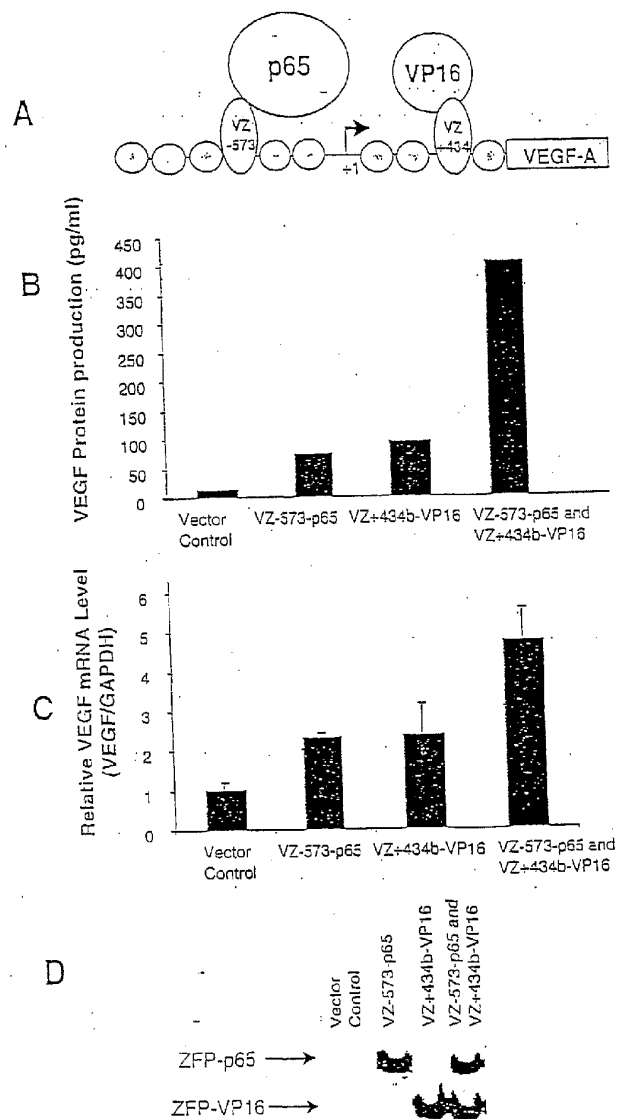 A
p65
VP16
VZ
-573
VZ
+434
+1
VEGF-A
B
VEGF Protein production (pg/ml)
450
400
350
300
250
200
150
100
50
0
Vector
Control
VZ-573-p65
VZ+434b-VP16
VZ-573-p65 and
VZ+434b-VP16
C
Relative VEGF mRNA Level
(VEGF/GAPDH)
6
5
4
3
2
1
0
Vector
Control
VZ-573-p65
VZ+434b-VP16
VZ-573-p65 and
VZ+434b-VP16
D
Vector
Control
VZ-573-p65
VZ+434b-VP16
VZ-573-p65 and
VZ+434b-VP16
ZFP-p65
ZFP-VP16